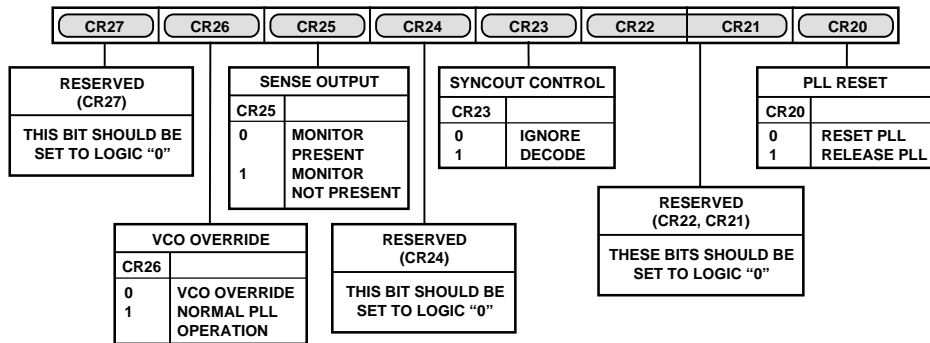 CR27 CR26 CR25 CR24 CR23 CR22 CR21 CR20
RESERVED
(CR27)
THIS BIT SHOULD BE
SET TO LOGIC “0”
SENSE OUTPUT
CR25
0 MONITOR
PRESENT
1 MONITOR
NOT PRESENT
SYNCOUT CONTROL
CR23
0 IGNORE
1 DECODE
PLL RESET
CR20
0 RESET PLL
1 RELEASE PLL
VCO OVERRIDE
CR26
0 VCO OVERRIDE
1 NORMAL PLL
OPERATION
RESERVED
(CR24)
THIS BIT SHOULD BE
SET TO LOGIC “0”
RESERVED
(CR22, CR21)
THESE BITS SHOULD BE
SET TO LOGIC “0”